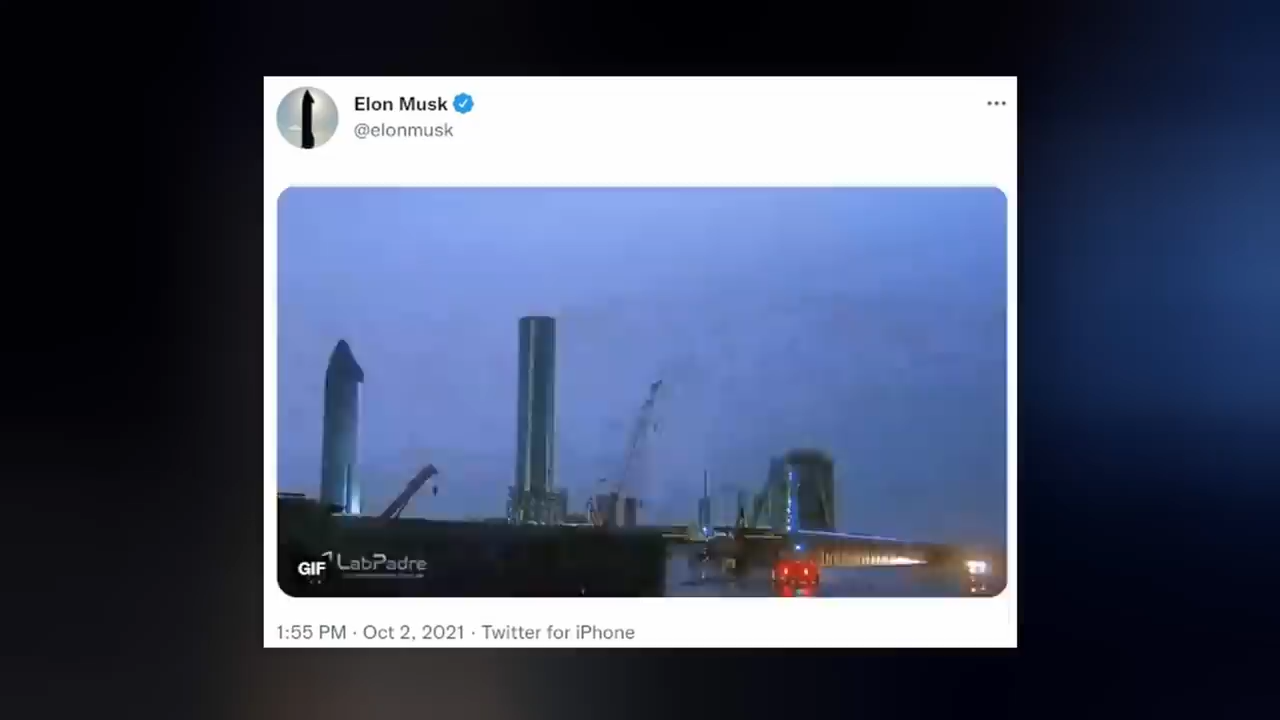 Elon Musk
@elonmusk
GIF
LabPadre
1:55 PM · Oct 2, 2021 · Twitter for iPhone